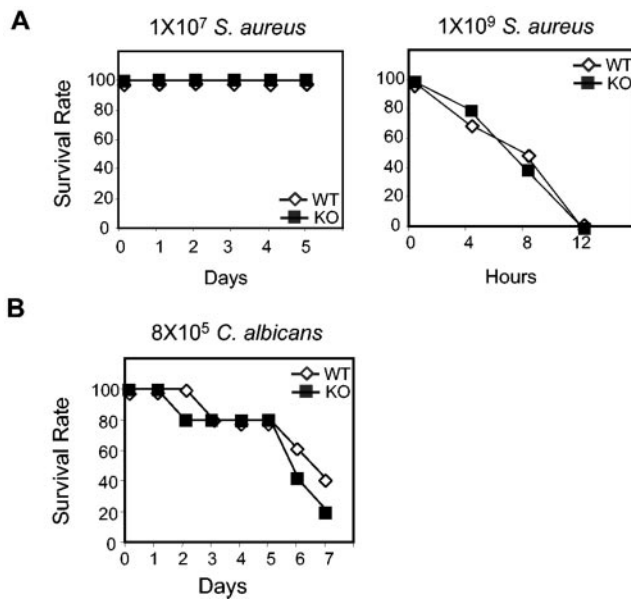 A
1X10⁷ S. aureus
Survival Rate
100
80
60
40
20
0
WT
KO
0 1 2 3 4 5
Days
1X10⁹ S. aureus
100
80
60
40
20
0
WT
KO
0 4 8 12
Hours
B
8X10⁵ C. albicans
Survival Rate
100
80
60
40
20
0
WT
KO
0 1 2 3 4 5 6 7
Days